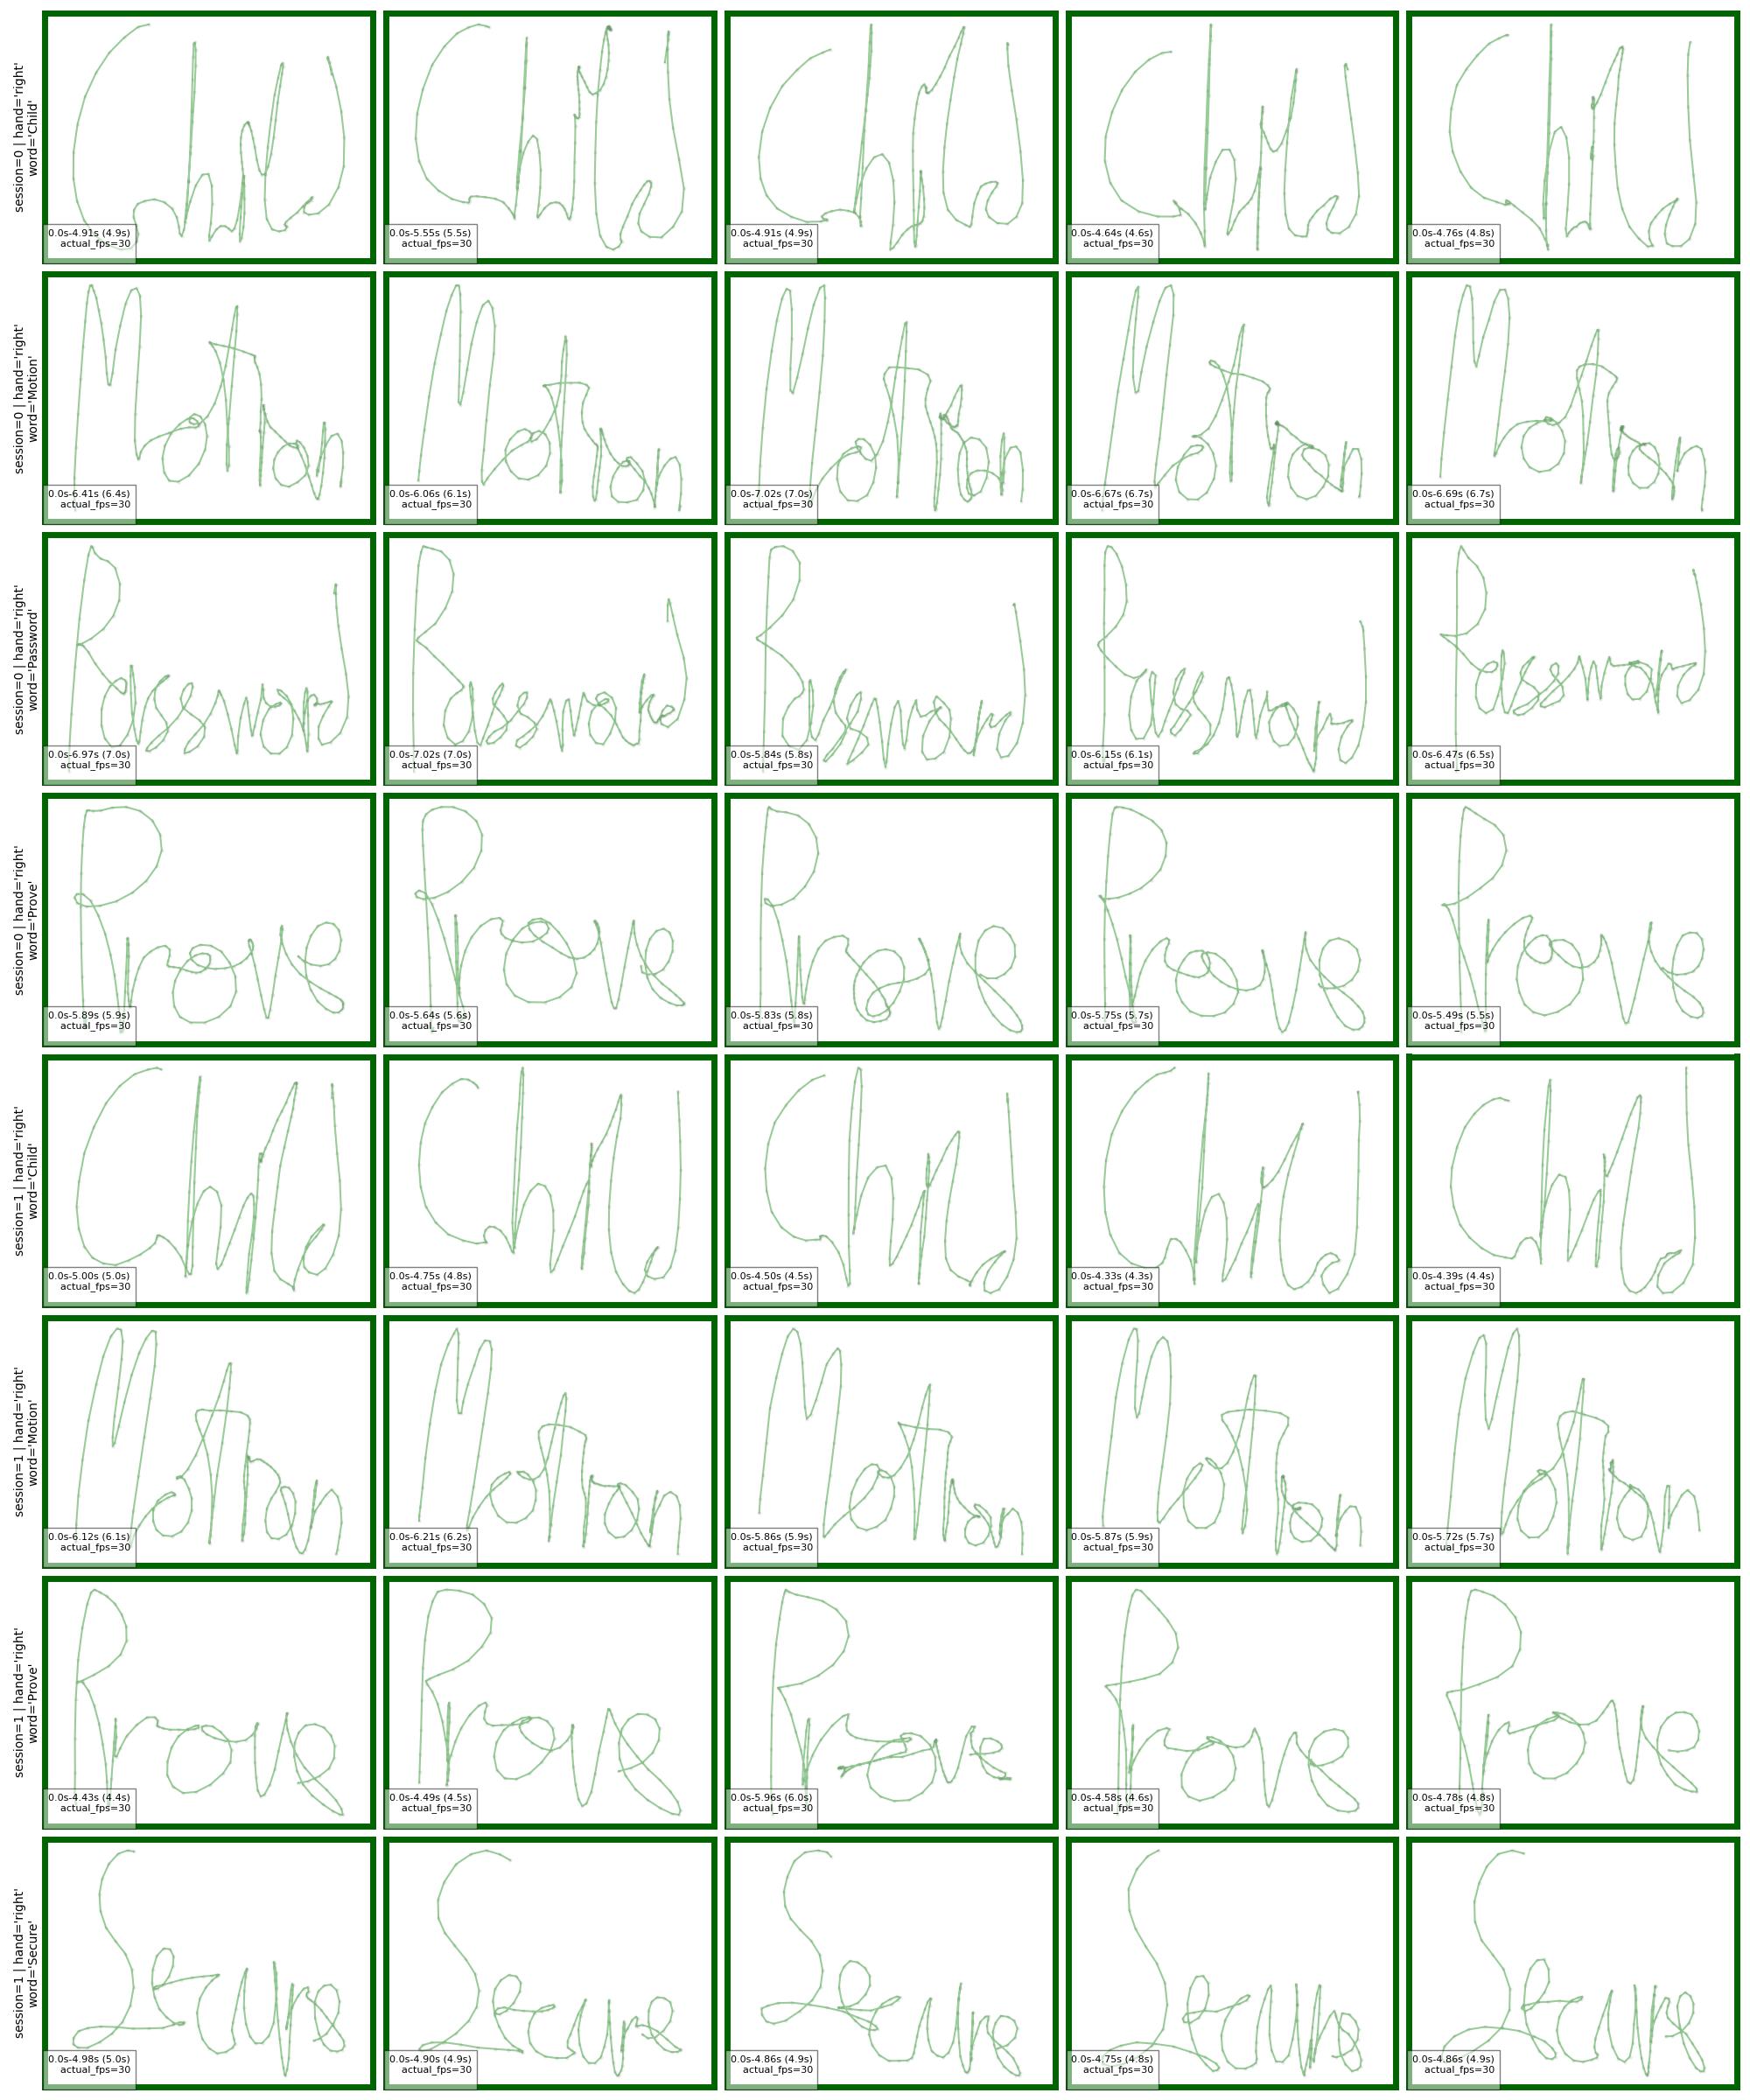 session=0 | hand='right'
word='Child'
Child Child Child Child Child
0.0s-4.91s (4.9s)
actual_fps=30
0.0s-5.55s (5.5s)
actual_fps=30
0.0s-4.91s (4.9s)
actual_fps=30
0.0s-4.64s (4.6s)
actual_fps=30
0.0s-4.76s (4.8s)
actual_fps=30
session=0 | hand='right'
word='Motion'
Motion Motion Motion Motion Motion
0.0s-6.41s (6.4s)
actual_fps=30
0.0s-6.06s (6.1s)
actual_fps=30
0.0s-7.02s (7.0s)
actual_fps=30
0.0s-6.67s (6.7s)
actual_fps=30
0.0s-6.69s (6.7s)
actual_fps=30
session=0 | hand='right'
word='Password'
Password Password Password Password Password
0.0s-6.97s (7.0s)
actual_fps=30
0.0s-7.02s (7.0s)
actual_fps=30
0.0s-5.84s (5.8s)
actual_fps=30
0.0s-6.15s (6.1s)
actual_fps=30
0.0s-6.47s (6.5s)
actual_fps=30
session=0 | hand='right'
word='Prove'
Prove Prove Prove Prove Prove
0.0s-5.89s (5.9s)
actual_fps=30
0.0s-5.64s (5.6s)
actual_fps=30
0.0s-5.83s (5.8s)
actual_fps=30
0.0s-5.75s (5.7s)
actual_fps=30
0.0s-5.49s (5.5s)
actual_fps=30
session=1 | hand='right'
word='Child'
Child Child Child Child Child
0.0s-5.00s (5.0s)
actual_fps=30
0.0s-4.75s (4.8s)
actual_fps=30
0.0s-4.50s (4.5s)
actual_fps=30
0.0s-4.33s (4.3s)
actual_fps=30
0.0s-4.39s (4.4s)
actual_fps=30
session=1 | hand='right'
word='Motion'
Motion Motion Motion Motion Motion
0.0s-6.12s (6.1s)
actual_fps=30
0.0s-6.21s (6.2s)
actual_fps=30
0.0s-5.86s (5.9s)
actual_fps=30
0.0s-5.87s (5.9s)
actual_fps=30
0.0s-5.72s (5.7s)
actual_fps=30
session=1 | hand='right'
word='Prove'
Prove Prove Prove Prove Prove
0.0s-4.43s (4.4s)
actual_fps=30
0.0s-4.49s (4.5s)
actual_fps=30
0.0s-5.96s (6.0s)
actual_fps=30
0.0s-4.58s (4.6s)
actual_fps=30
0.0s-4.78s (4.8s)
actual_fps=30
session=1 | hand='right'
word='Secure'
Secure Secure Secure Secure Secure
0.0s-4.98s (5.0s)
actual_fps=30
0.0s-4.90s (4.9s)
actual_fps=30
0.0s-4.86s (4.9s)
actual_fps=30
0.0s-4.75s (4.8s)
actual_fps=30
0.0s-4.86s (4.9s)
actual_fps=30